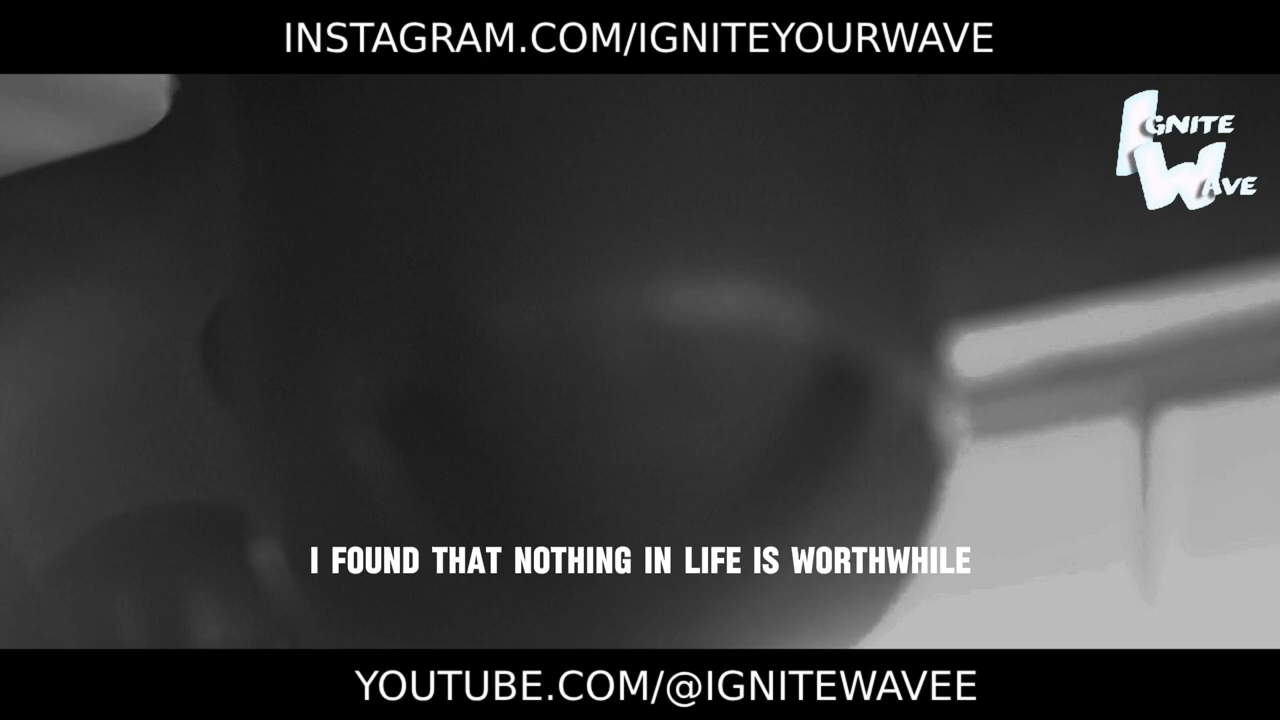 INSTAGRAM.COM/IGNITEYOURWAVE
IGNITE
WAVE
I FOUND THAT NOTHING IN LIFE IS WORTHWHILE
YOUTUBE.COM/@IGNITEWAVEE